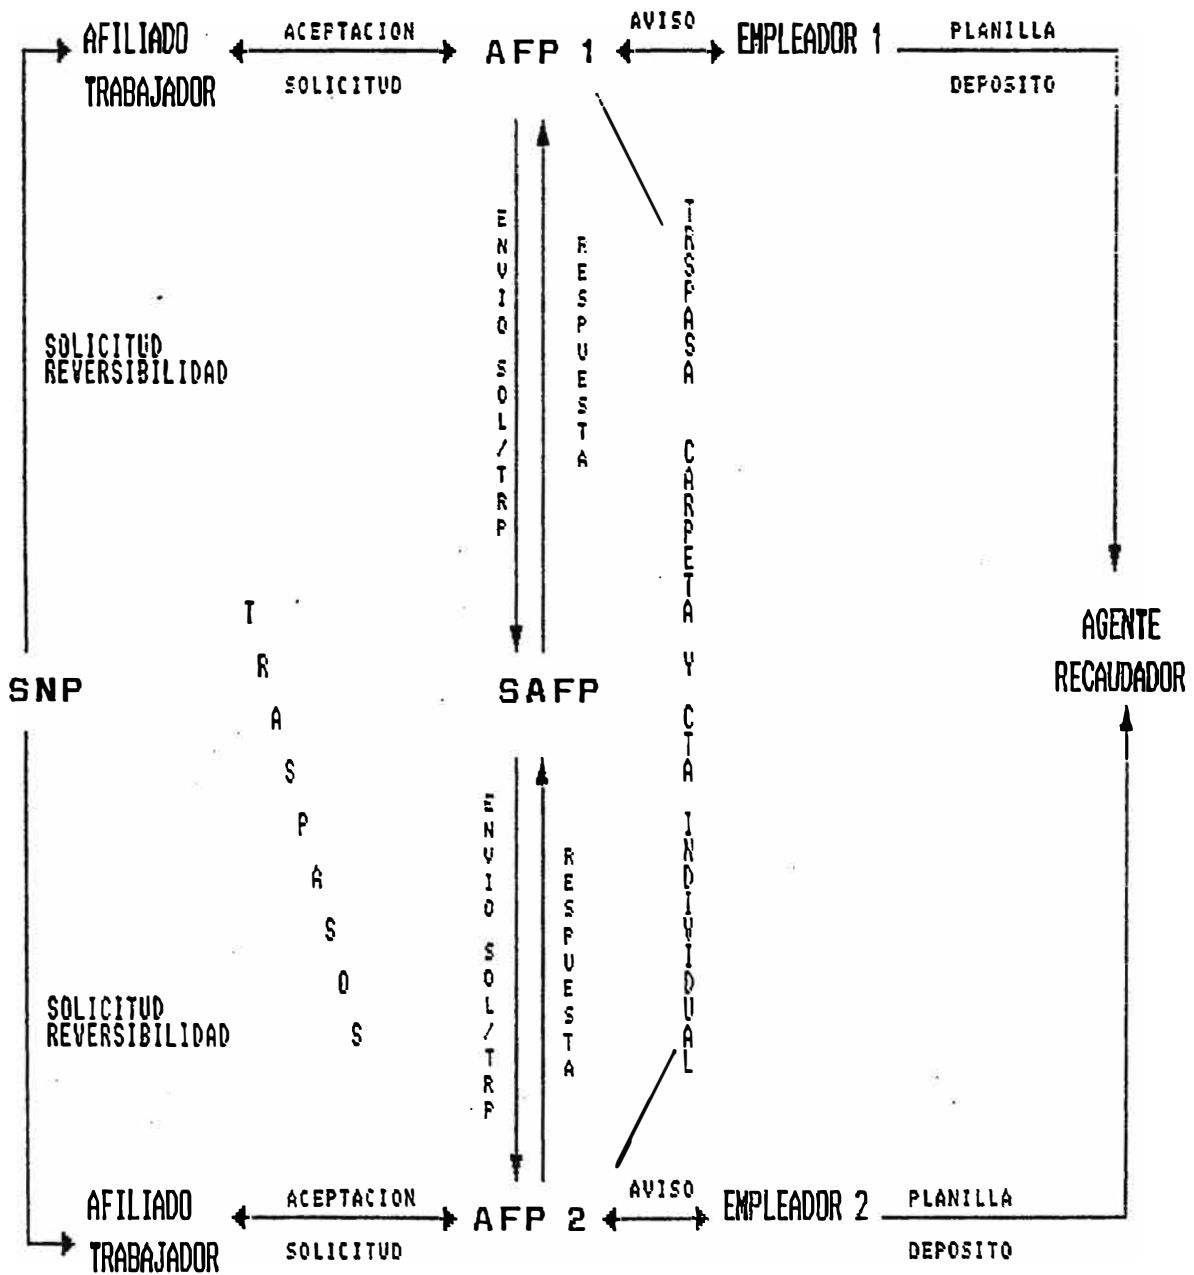 AFILIADO
TRABAJADOR
ACEPTACION
SOLICITUD
AFP 1
AVISO
EMPLEADOR 1
PLANILLA
DEPOSITO
ENVIO SOL/TRP
RESPUESTA
TRSPASA CARPETA Y CTA INDIVIDUAL
SOLICITUD
REVERSIBILIDAD
TRASPASOS
SNP
SAFP
AGENTE
RECAUDADOR
ENVIO SOL/TRP
RESPUESTA
SOLICITUD
REVERSIBILIDAD
AFILIADO
TRABAJADOR
ACEPTACION
SOLICITUD
AFP 2
AVISO
EMPLEADOR 2
PLANILLA
DEPOSITO